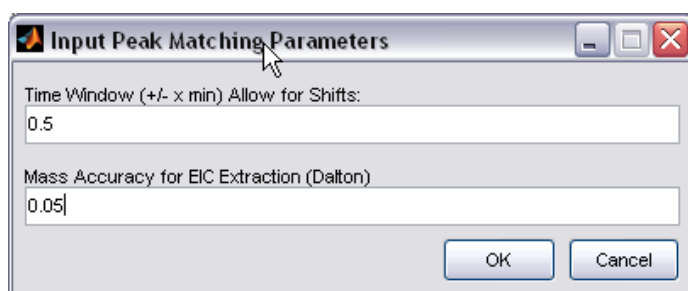 Input Peak Matching Parameters
Time Window (+/- x min) Allow for Shifts:
0.5
Mass Accuracy for EIC Extraction (Dalton)
0.05
OK Cancel